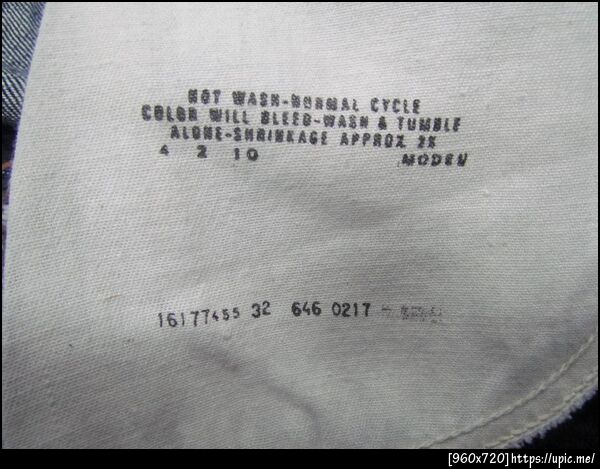 HOT WASH-NORMAL CYCLE
COLOR WILL BLEED-WASH & TUMBLE
ALONE-SHRINKAGE APPROX. 2%
4 2 10 MODEU
16177455 32 646 0217
[960x720]https://upic.me/